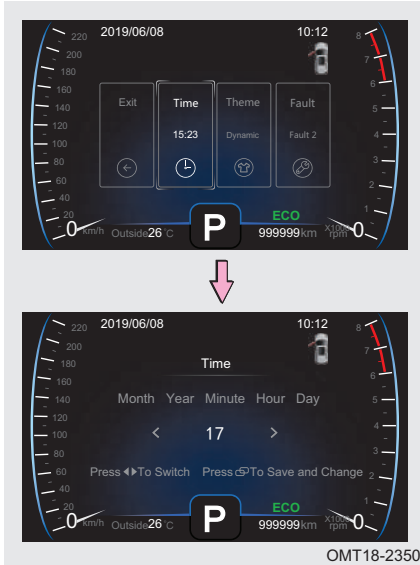 2019/06/08 10:12
220
200
180
160
140
120
100
80
60
40
20
0 km/h
8
7
6
5
4
3
2
1
0
X1000
rpm
Exit Time Theme Fault
15:23 Dynamic Fault 2
Outside 26 °C P ECO
999999 km
2019/06/08 10:12
220
200
180
160
140
120
100
80
60
40
20
0 km/h
8
7
6
5
4
3
2
1
0
X1000
rpm
Time
Month Year Minute Hour Day
< 17 >
Press To Switch Press To Save and Change
Outside 26 °C P ECO
999999 km
OMT18-2350